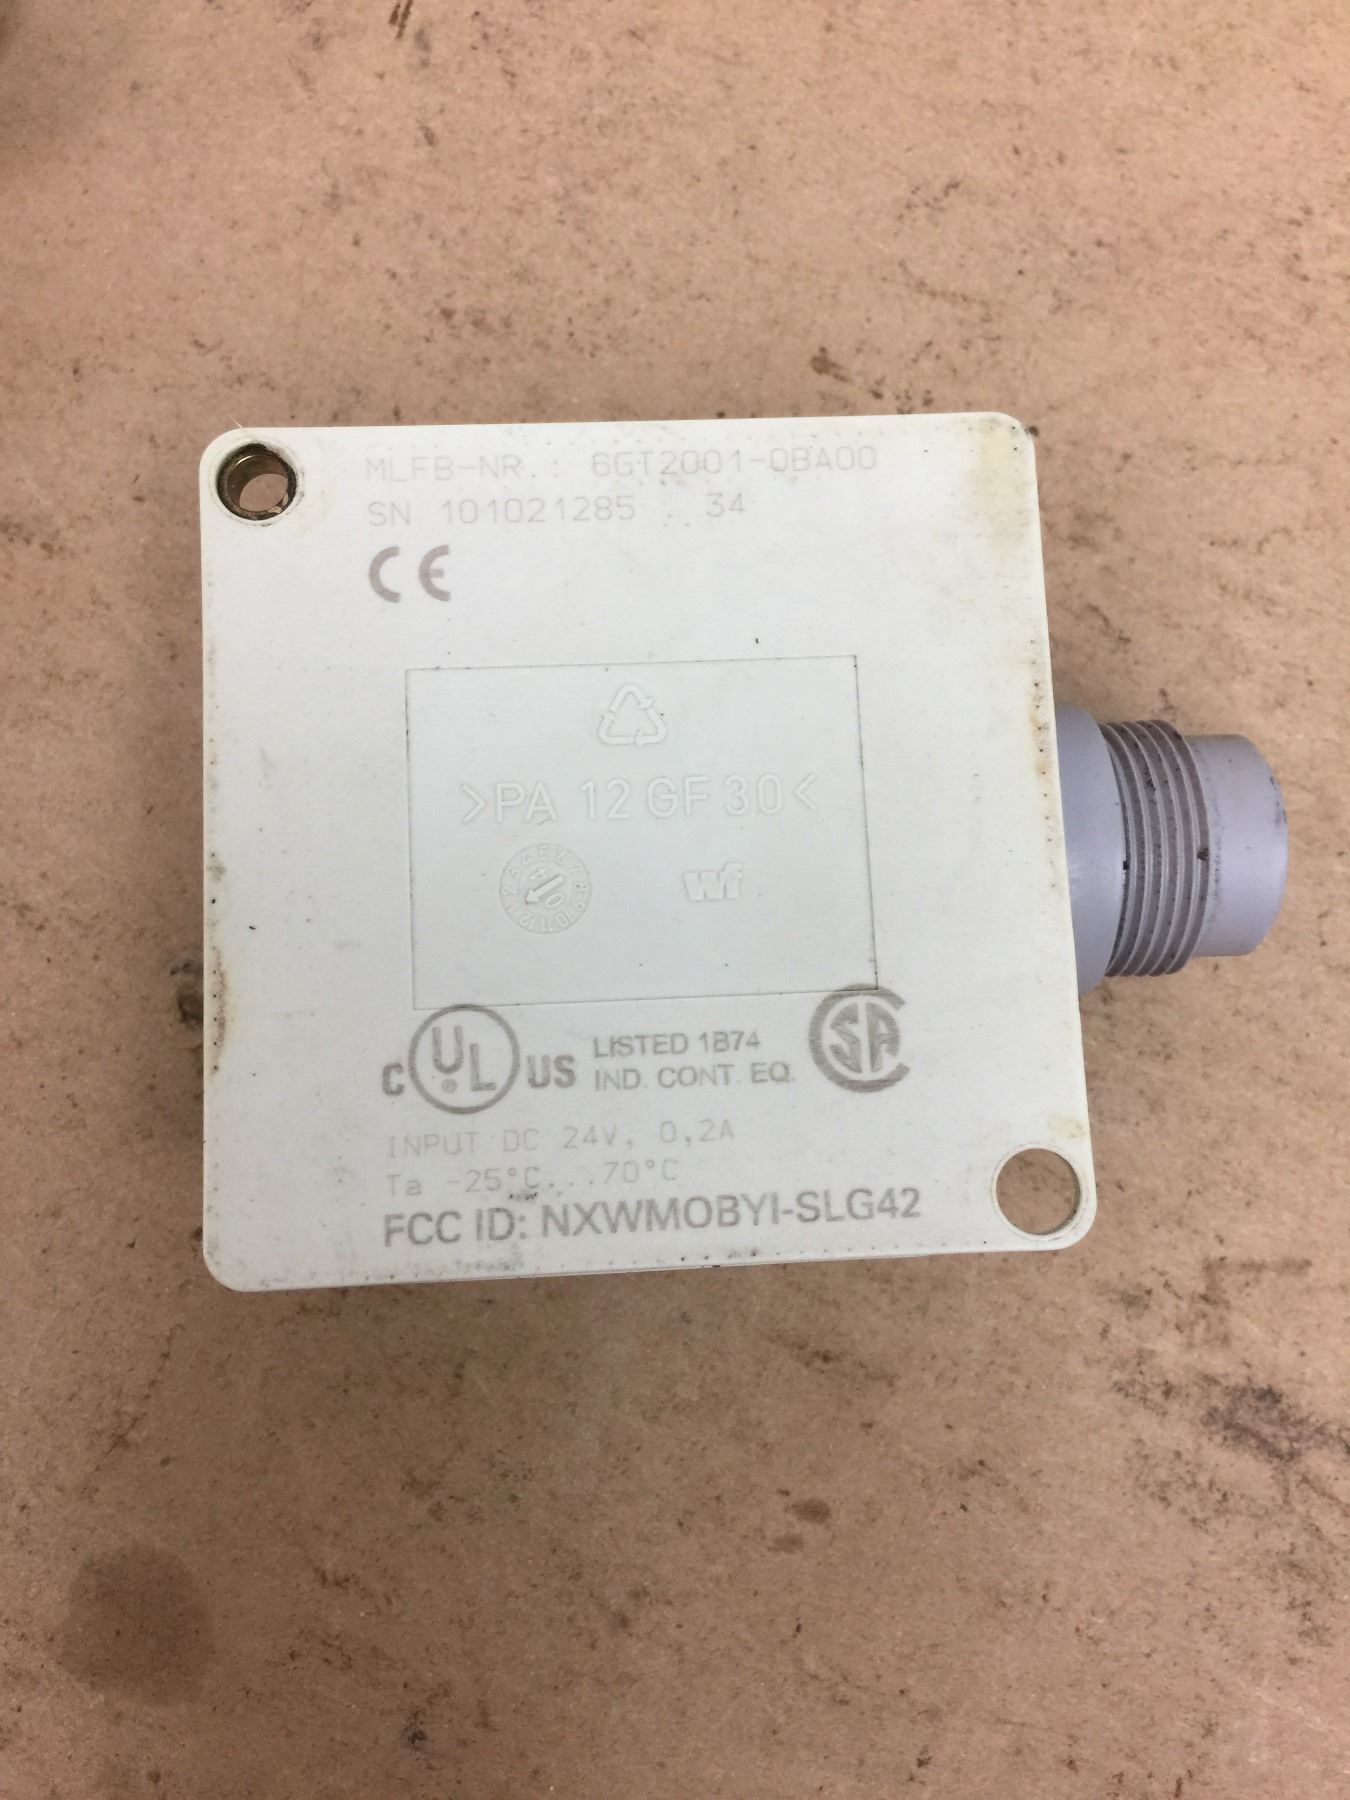 MLFB-NR.: 6GT2001-0BA00
SN 101021285 34
CE
>PA 12 GF 30<
wf
C UL US LISTED 1B74
IND. CONT. EQ.
INPUT DC 24V, 0,2A
Ta -25°C...70°C
FCC ID: NXWMOBYI-SLG42